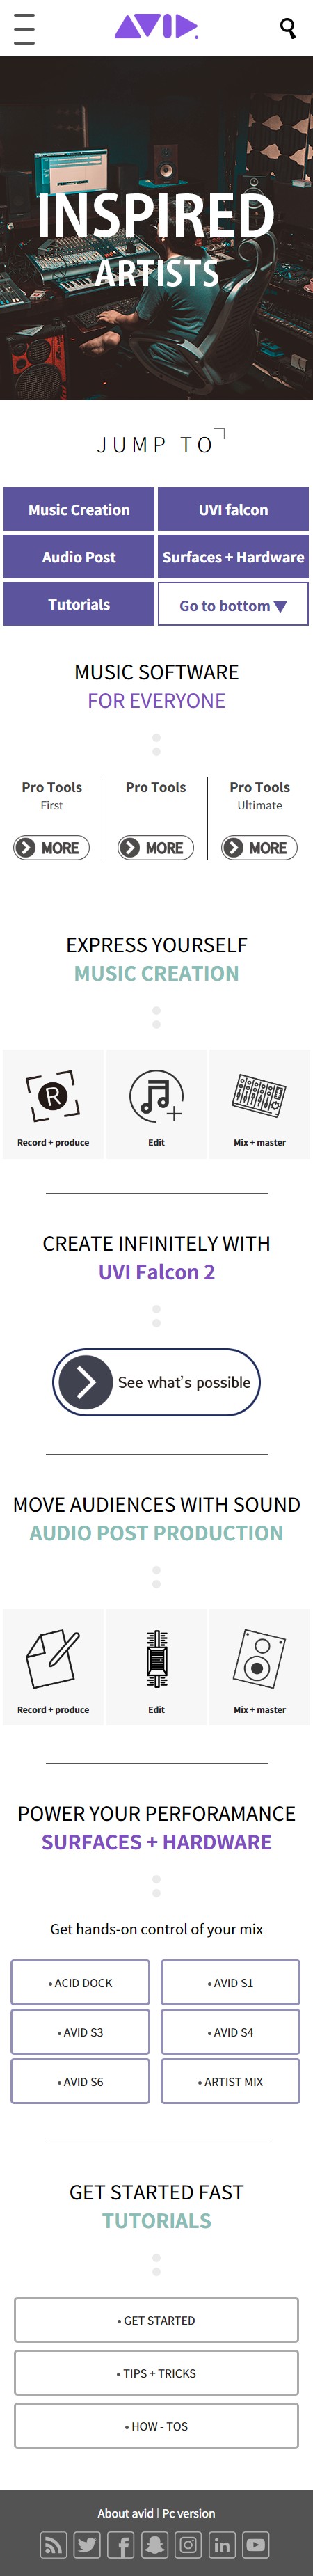 AVID
INSPIRED
ARTISTS
JUMP TO
Music Creation
UVI falcon
Audio Post
Surfaces + Hardware
Tutorials
Go to bottom ▼
MUSIC SOFTWARE
FOR EVERYONE
Pro Tools
First
MORE
Pro Tools
MORE
Pro Tools
Ultimate
MORE
EXPRESS YOURSELF
MUSIC CREATION
R
Record + produce
Edit
Mix + master
CREATE INFINITELY WITH
UVI Falcon 2
See what's possible
MOVE AUDIENCES WITH SOUND
AUDIO POST PRODUCTION
Record + produce
Edit
Mix + master
POWER YOUR PERFORAMANCE
SURFACES + HARDWARE
Get hands-on control of your mix
• ACID DOCK
• AVID S1
• AVID S3
• AVID S4
• AVID S6
• ARTIST MIX
GET STARTED FAST
TUTORIALS
• GET STARTED
• TIPS + TRICKS
• HOW - TOS
About avid | Pc version